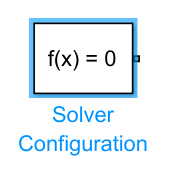 f(x) = 0
Solver
Configuration